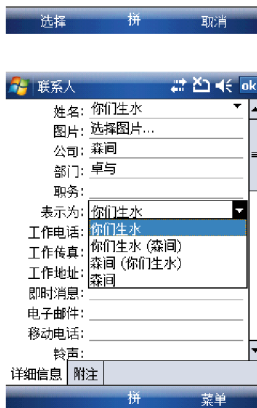 选择 拼 取消
联系人 ok
姓名: 你们生水
图片: 选择图片...
公司: 森间
部门: 卓与
职务:
表示为: 你们生水
你们生水
工作电话:
你们生水 (森间)
工作传真:
森间 (你们生水)
工作地址:
森间
即时消息:
电子邮件:
移动电话:
铃声:
详细信息 附注
拼 菜单